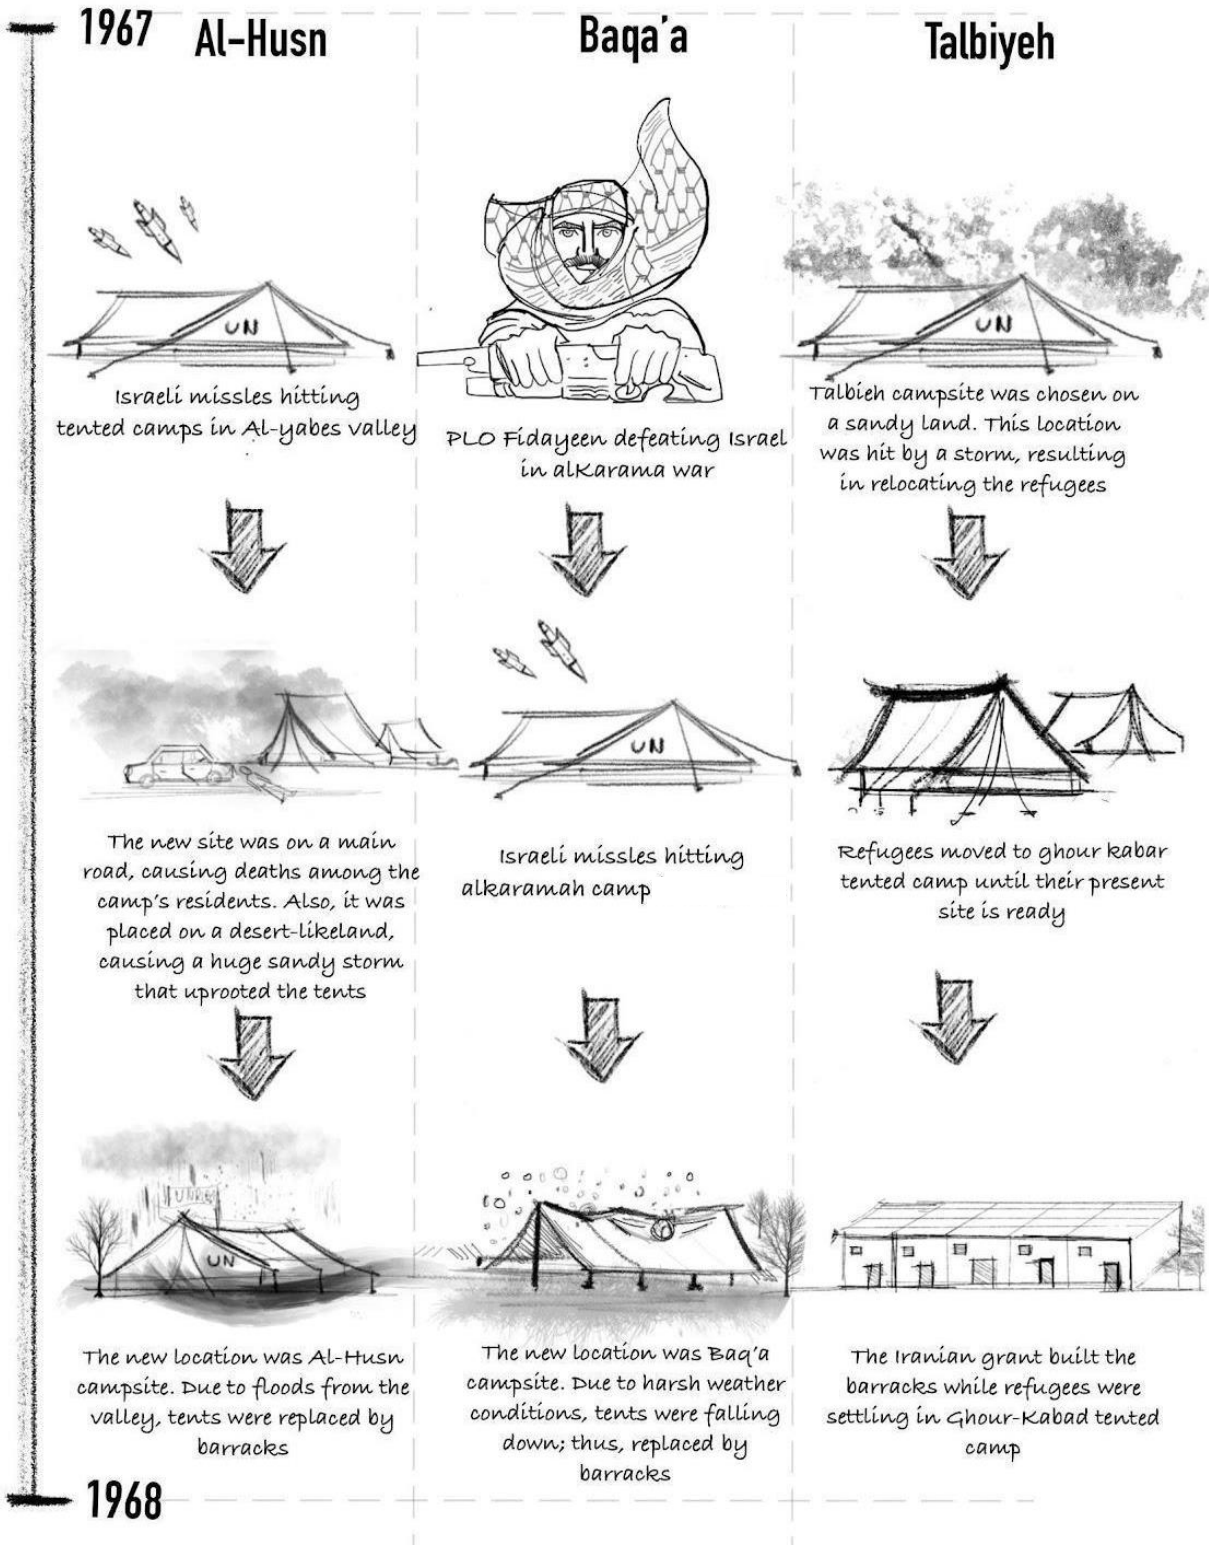 1967
Al-Husn
Baqa'a
Talbiyeh
UN
Israeli missles hitting
tented camps in Al-yabes valley
PLO Fidayeen defeating Israel
in alKarama war
UN
Talbieh campsite was chosen on
a sandy land. This location
was hit by a storm, resulting
in relocating the refugees
The new site was on a main
road, causing deaths among the
camp's residents. Also, it was
placed on a desert-likeland,
causing a huge sandy storm
that uprooted the tents
UN
Israeli missles hitting
alkaramah camp
Refugees moved to ghour kabar
tented camp until their present
site is ready
UN
The new location was Al-Husn
campsite. Due to floods from the
valley, tents were replaced by
barracks
The new location was Baq'a
campsite. Due to harsh weather
conditions, tents were falling
down; thus, replaced by
barracks
The Iranian grant built the
barracks while refugees were
settling in Ghour-Kabad tented
camp
1968